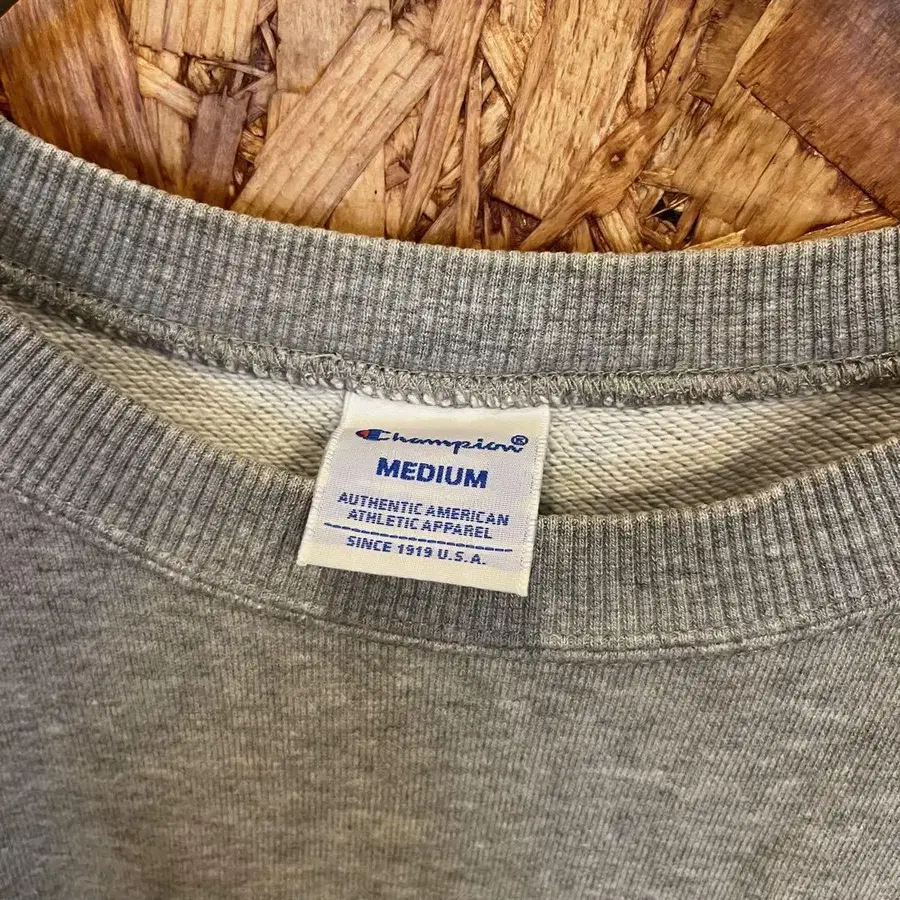 Champion®
MEDIUM
AUTHENTIC AMERICAN
ATHLETIC APPAREL
SINCE 1919 U.S.A.